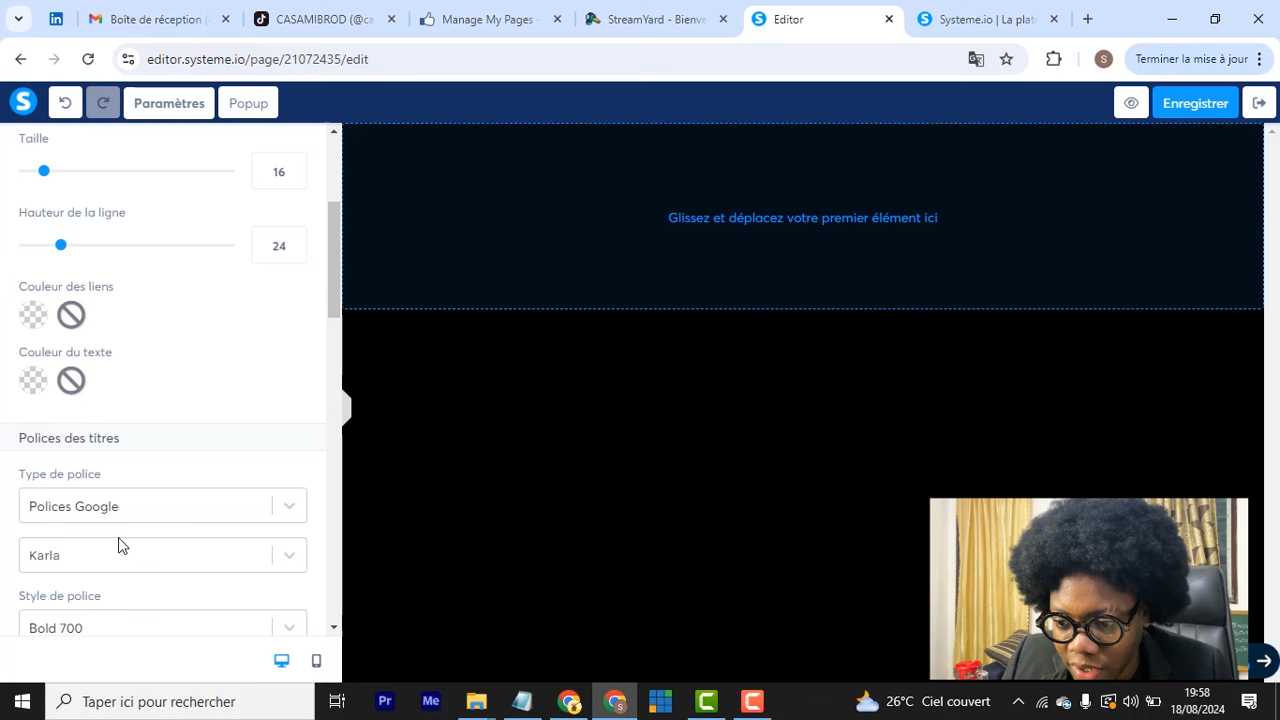 Boîte de réception (
CASAMIBROD (@ca
Manage My Pages -
StreamYard - Bienve
Editor
Systeme.io | La plat
editor.systeme.io/page/21072435/edit
Terminer la mise à jour
Paramètres
Popup
Enregistrer
Taille
16
Hauteur de la ligne
24
Couleur des liens
Couleur du texte
Polices des titres
Type de police
Polices Google
Karla
Style de police
Bold 700
Glissez et déplacez votre premier élément ici
Taper ici pour rechercher
26°C Ciel couvert
19:58
18/08/2024